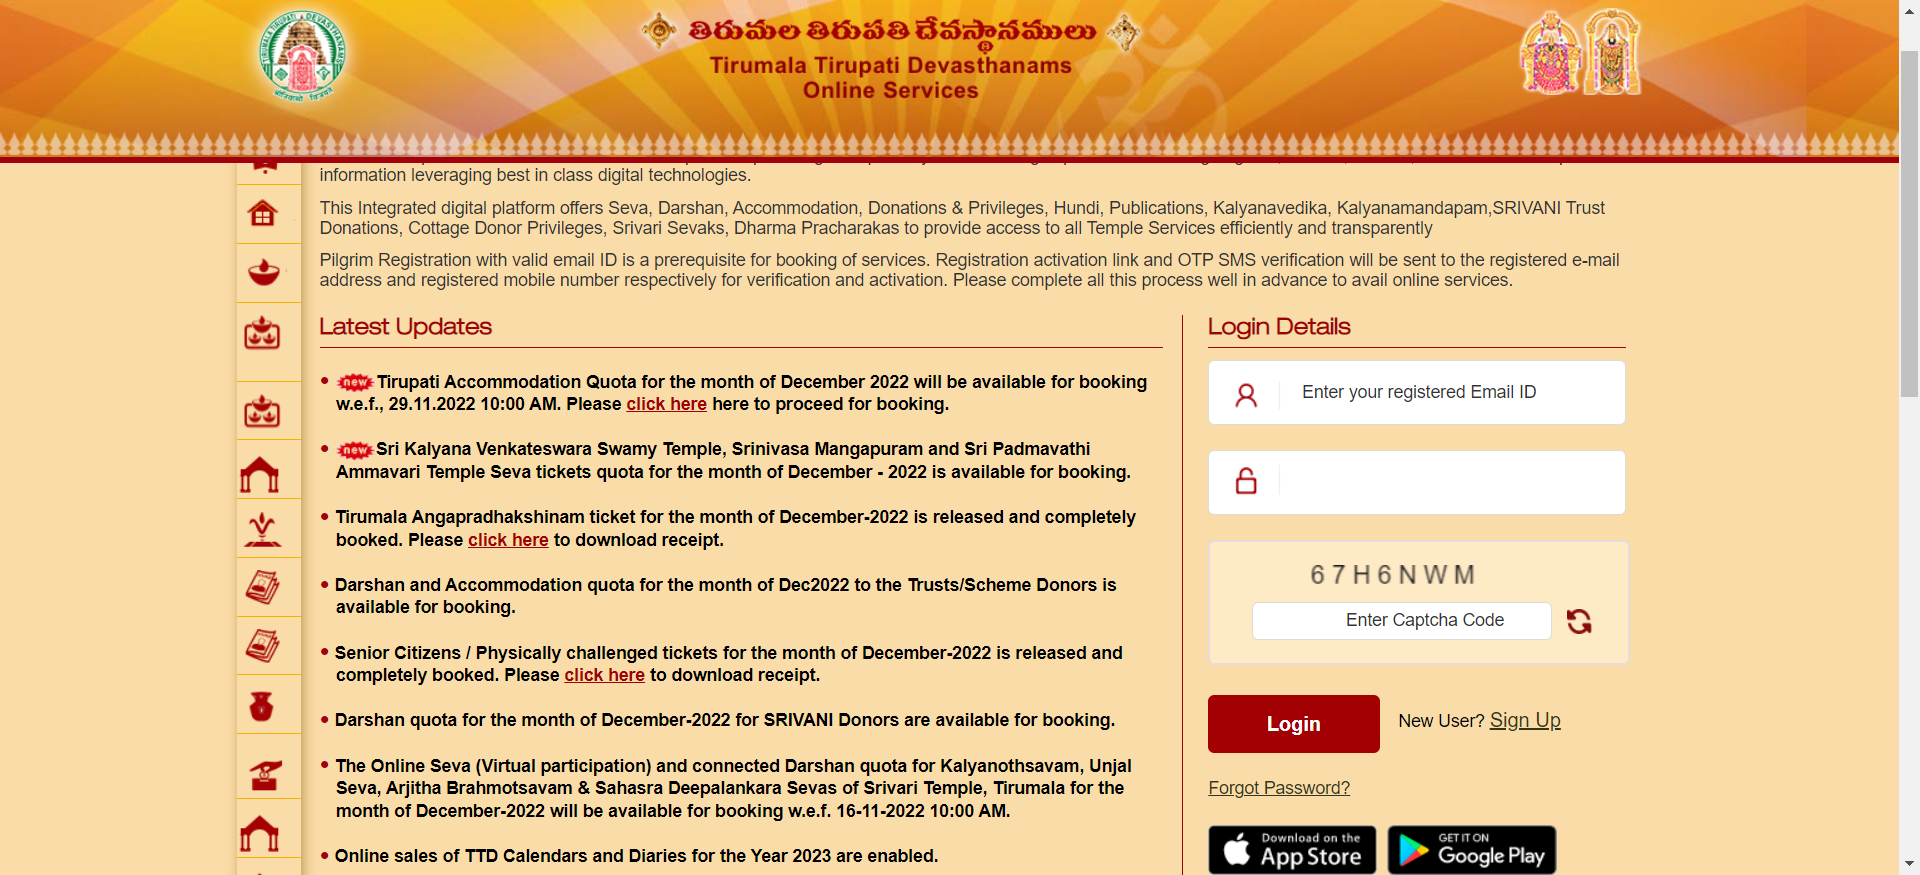 తిరుమల తిరుపతి దేవస్థానములు
Tirumala Tirupati Devasthanams
Online Services
information leveraging best in class digital technologies.
This Integrated digital platform offers Seva, Darshan, Accommodation, Donations & Privileges, Hundi, Publications, Kalyanavedika, Kalyanamandapam,SRIVANI Trust
Donations, Cottage Donor Privileges, Srivari Sevaks, Dharma Pracharakas to provide access to all Temple Services efficiently and transparently
Pilgrim Registration with valid email ID is a prerequisite for booking of services. Registration activation link and OTP SMS verification will be sent to the registered e-mail
address and registered mobile number respectively for verification and activation. Please complete all this process well in advance to avail online services.
Latest Updates
• new Tirupati Accommodation Quota for the month of December 2022 will be available for booking
w.e.f., 29.11.2022 10:00 AM. Please click here here to proceed for booking.
• new Sri Kalyana Venkateswara Swamy Temple, Srinivasa Mangapuram and Sri Padmavathi
Ammavari Temple Seva tickets quota for the month of December - 2022 is available for booking.
• Tirumala Angapradhakshinam ticket for the month of December-2022 is released and completely
booked. Please click here to download receipt.
• Darshan and Accommodation quota for the month of Dec2022 to the Trusts/Scheme Donors is
available for booking.
• Senior Citizens / Physically challenged tickets for the month of December-2022 is released and
completely booked. Please click here to download receipt.
• Darshan quota for the month of December-2022 for SRIVANI Donors are available for booking.
• The Online Seva (Virtual participation) and connected Darshan quota for Kalyanothsavam, Unjal
Seva, Arjitha Brahmotsavam & Sahasra Deepalankara Sevas of Srivari Temple, Tirumala for the
month of December-2022 will be available for booking w.e.f. 16-11-2022 10:00 AM.
• Online sales of TTD Calendars and Diaries for the Year 2023 are enabled.
Login Details
Enter your registered Email ID
67H6NWM
Enter Captcha Code
Login
New User? Sign Up
Forgot Password?
Download on the
App Store
GET IT ON
Google Play